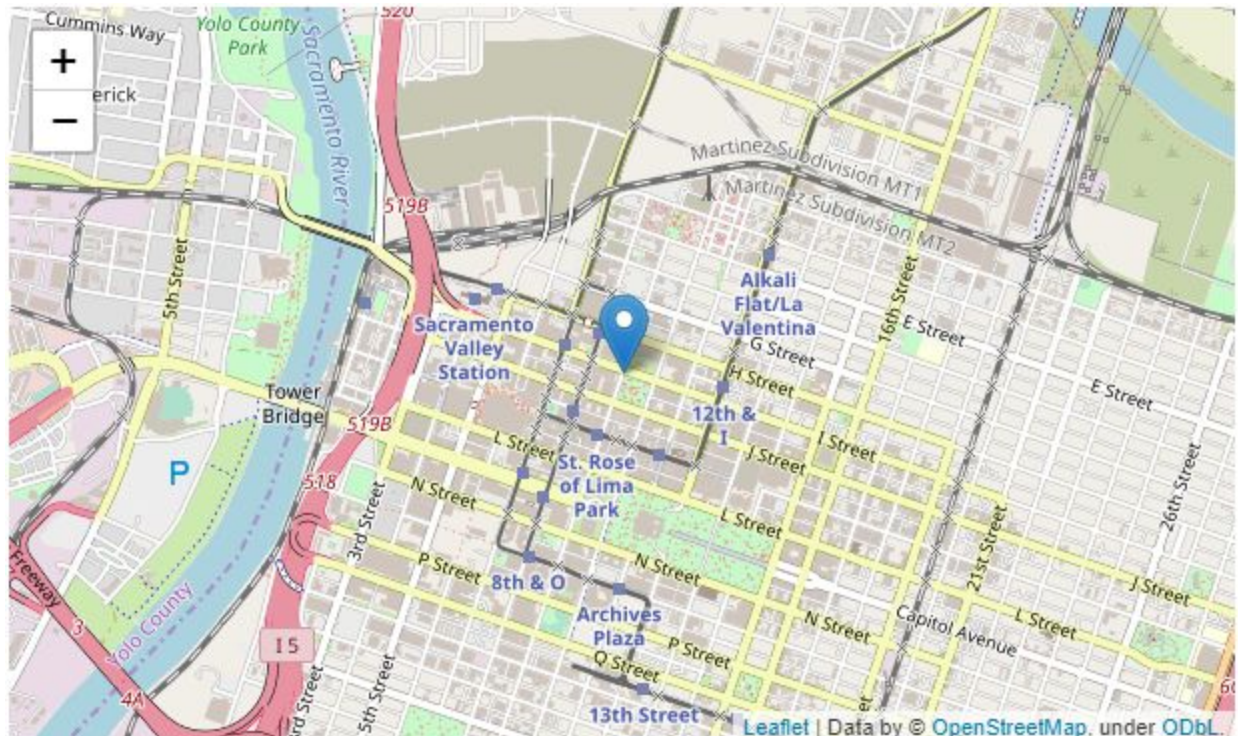 520
Cummins Way
Yolo County
Park
+
Sacramento River
erick
−
Martinez Subdivision MT1
Martinez Subdivision MT2
519B
5th Street
Alkali
Flat/La
Valentina
16th Street
E Street
Sacramento
Valley
Station
G Street
H Street
E Street
Tower
Bridge
519B
12th &
I
I Street
L Street
J Street
P
518
St. Rose
of Lima
Park
N Street
L Street
26th Street
3rd Street
21st Street
Freeway
P Street
N Street
J Street
8th & O
3
Archives
Plaza
N Street
Capitol Avenue
L Street
Yolo County
I 5
P Street
Q Street
4A
3rd Street
5th Street
13th Street
Leaflet | Data by © OpenStreetMap, under ODbL.